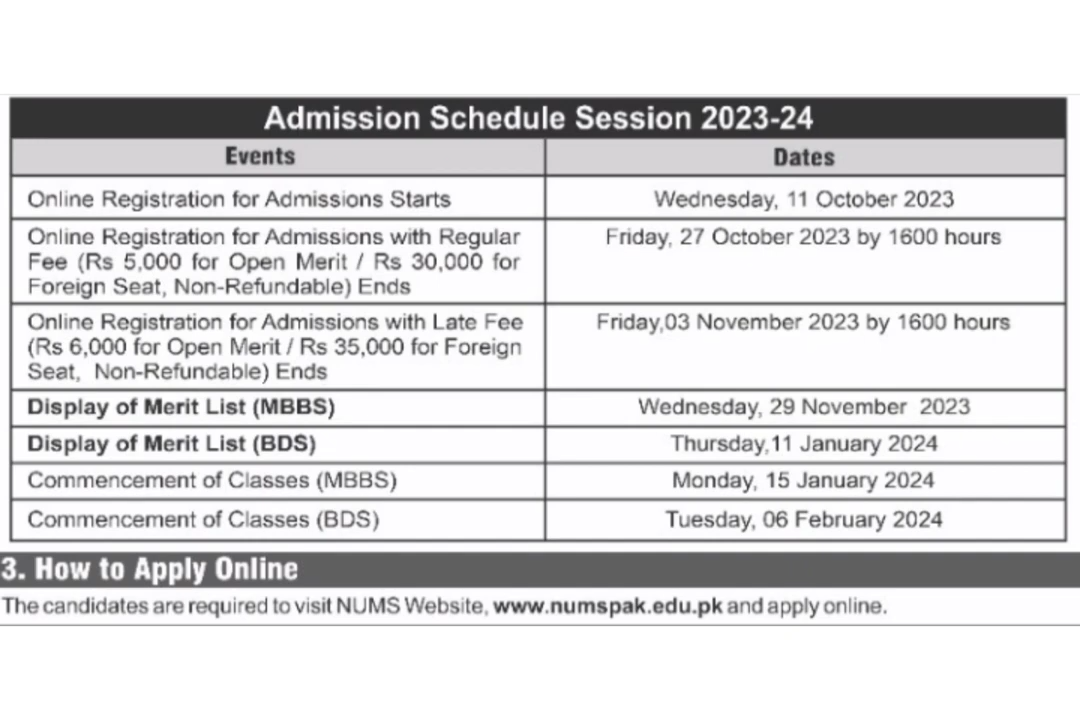 Admission Schedule Session 2023-24
Events Dates
Online Registration for Admissions Starts Wednesday, 11 October 2023
Online Registration for Admissions with Regular Friday, 27 October 2023 by 1600 hours
Fee (Rs 5,000 for Open Merit / Rs 30,000 for
Foreign Seat, Non-Refundable) Ends
Online Registration for Admissions with Late Fee Friday,03 November 2023 by 1600 hours
(Rs 6,000 for Open Merit / Rs 35,000 for Foreign
Seat, Non-Refundable) Ends
Display of Merit List (MBBS) Wednesday, 29 November 2023
Display of Merit List (BDS) Thursday,11 January 2024
Commencement of Classes (MBBS) Monday, 15 January 2024
Commencement of Classes (BDS) Tuesday, 06 February 2024
3. How to Apply Online
The candidates are required to visit NUMS Website, www.numspak.edu.pk and apply online.